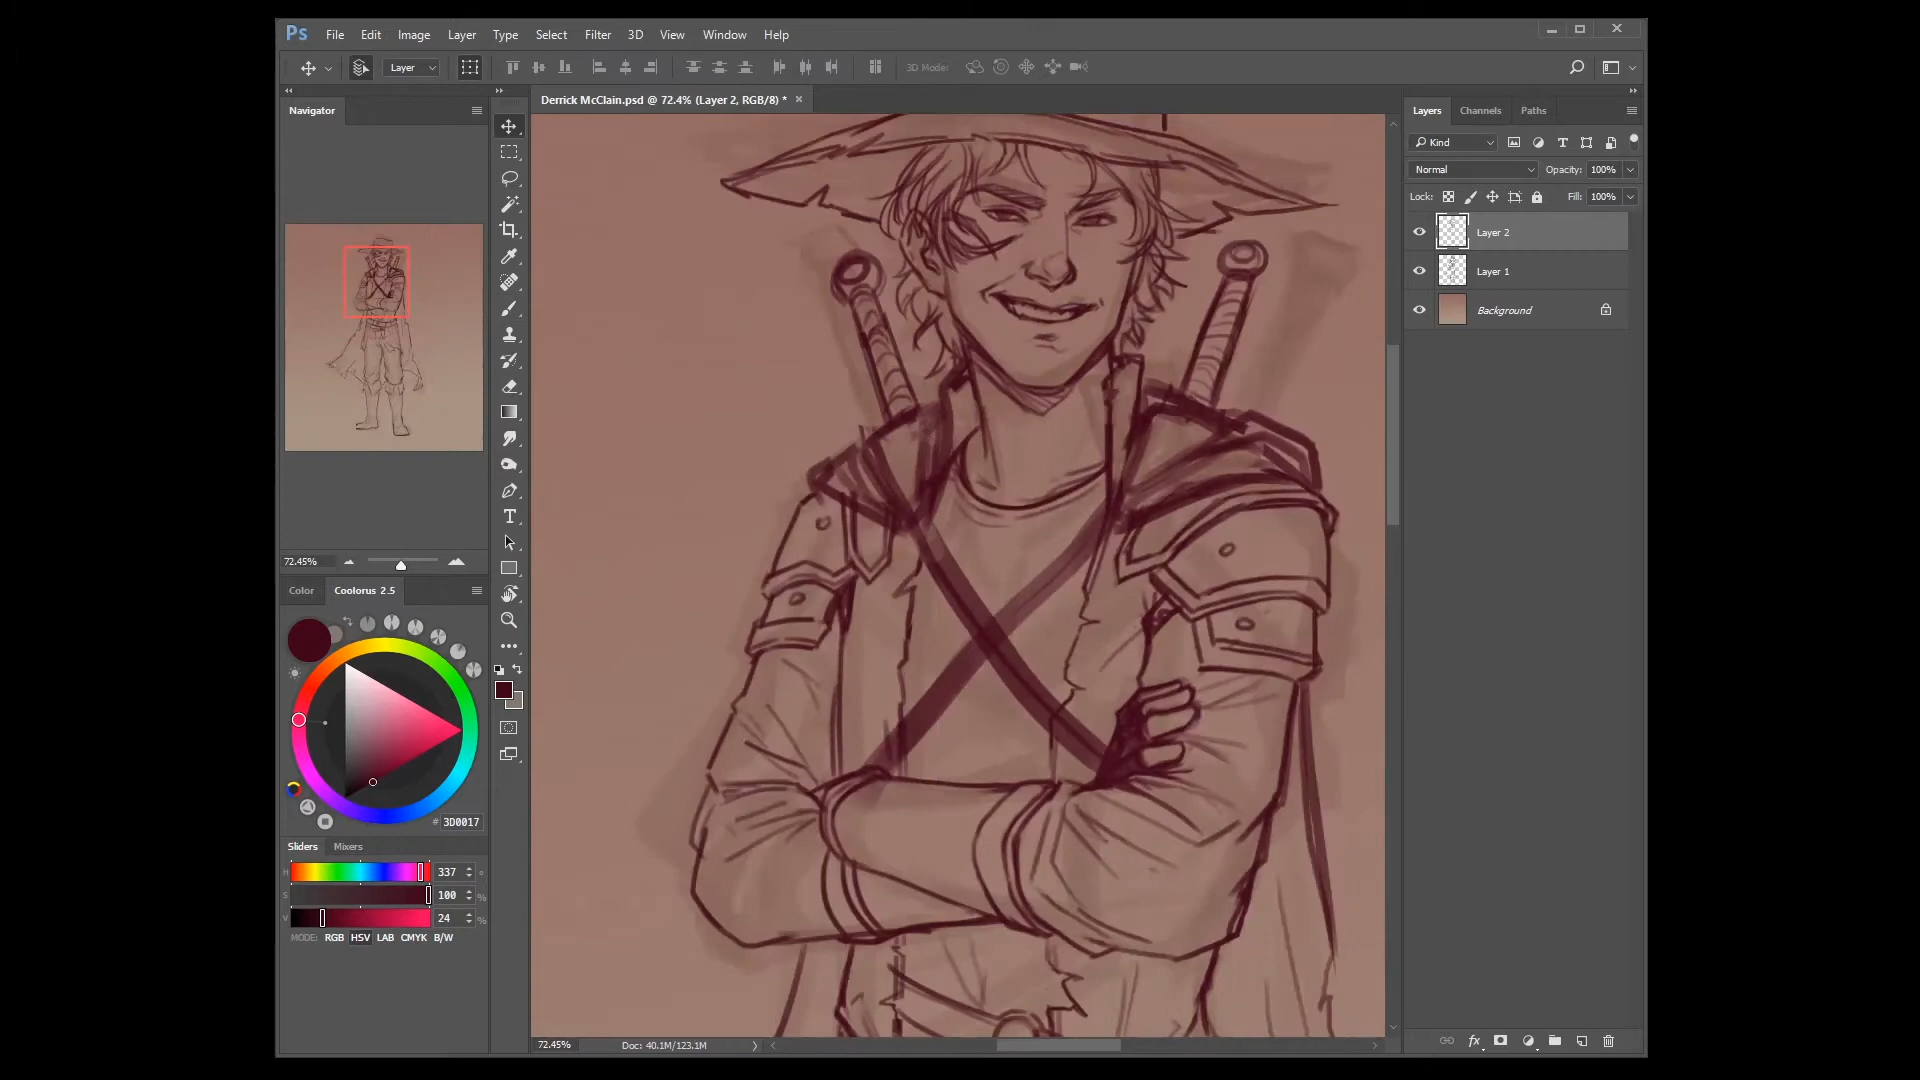 Ps File Edit Image Layer Type Select Filter 3D View Window Help
Layer 3D Mode:
Navigator
Derrick McClain.psd @ 72.4% (Layer 2, RGB/8) * ×
Layers Channels Paths
Kind
Normal Opacity: 100%
Lock: Fill: 100%
Layer 2
Layer 1
Background
72.45%
Color Coolorus 2.5
# 3D0017
Sliders Mixers
H 337 °
S 100 %
V 24 %
MODE: RGB HSV LAB CMYK B/W
72.45% Doc: 40.1M/123.1M
fx